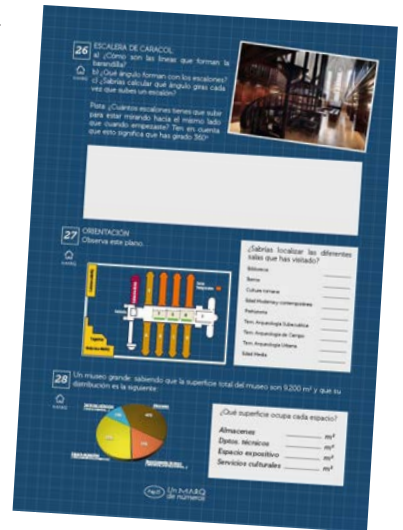 26 ESCALERA DE CARACOL
a) ¿Cómo son las líneas que forman la
barandilla?
b) ¿Qué ángulo forman con los escalones?
c) ¿Sabrías calcular qué ángulo giras cada
vez que subes un escalón?
Pista: ¿Cuántos escalones tienes que subir
para estar mirando hacia el mismo lado
que cuando empezaste? Ten en cuenta
que esto significa que has girado 360º
27 ORIENTACIÓN
Observa este plano.
¿Sabrías localizar las diferentes
salas que has visitado?
Biblioteca
Iberos
Cultura romana
Edad Moderna y contemporánea
Prehistoria
Tem. Arqueología Subacuática
Tem. Arqueología de Campo
Tem. Arqueología Urbana
Edad Media
28 Un museo grande: sabiendo que la superficie total del museo son 9.200 m² y que su
distribución es la siguiente:
¿Qué superficie ocupa cada espacio?
Almacenes m²
Dptos. técnicos m²
Espacio expositivo m²
Servicios culturales m²
Un MARQ
de números